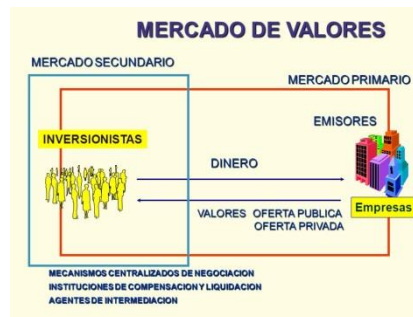 MERCADO DE VALORES
MERCADO SECUNDARIO
MERCADO PRIMARIO
EMISORES
INVERSIONISTAS
DINERO
Empresas
VALORES OFERTA PUBLICA
OFERTA PRIVADA
MECANISMOS CENTRALIZADOS DE NEGOCIACION
INSTITUCIONES DE COMPENSACION Y LIQUIDACION
AGENTES DE INTERMEDIACION